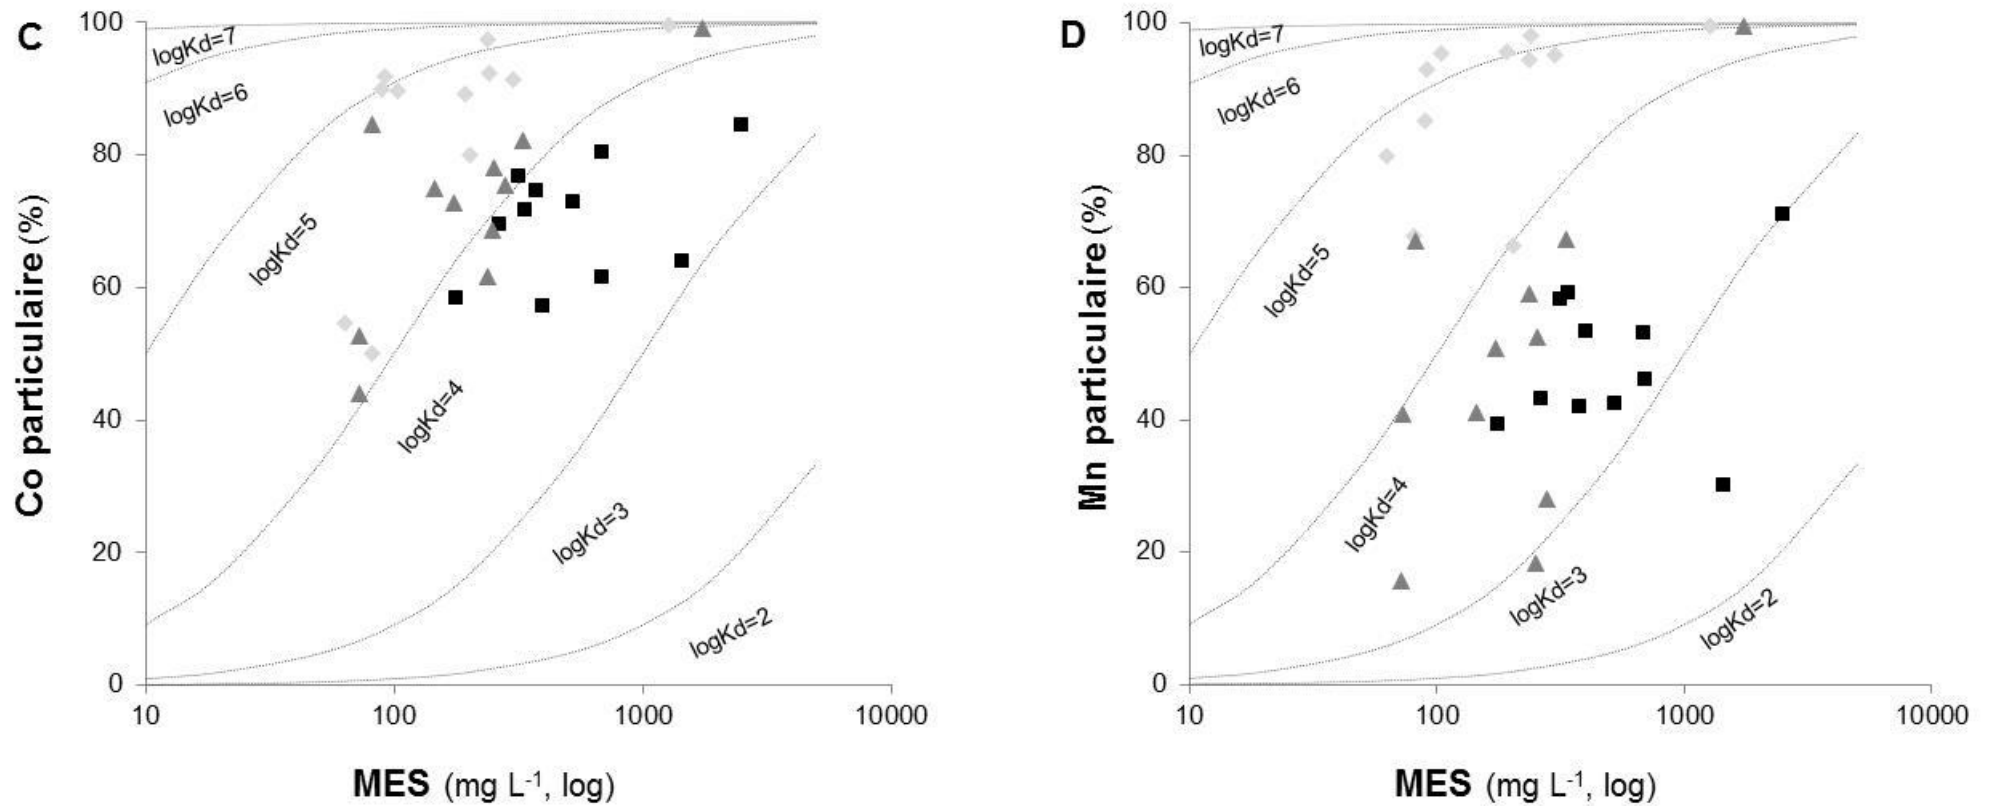 C
Co particulaire (%)
100
80
60
40
20
0
logKd=7
logKd=6
logKd=5
logKd=4
logKd=3
logKd=2
10
100
1000
10000
MES (mg L-1, log)
D
Mn particulaire (%)
100
80
60
40
20
0
logKd=7
logKd=6
logKd=5
logKd=4
logKd=3
logKd=2
10
100
1000
10000
MES (mg L-1, log)